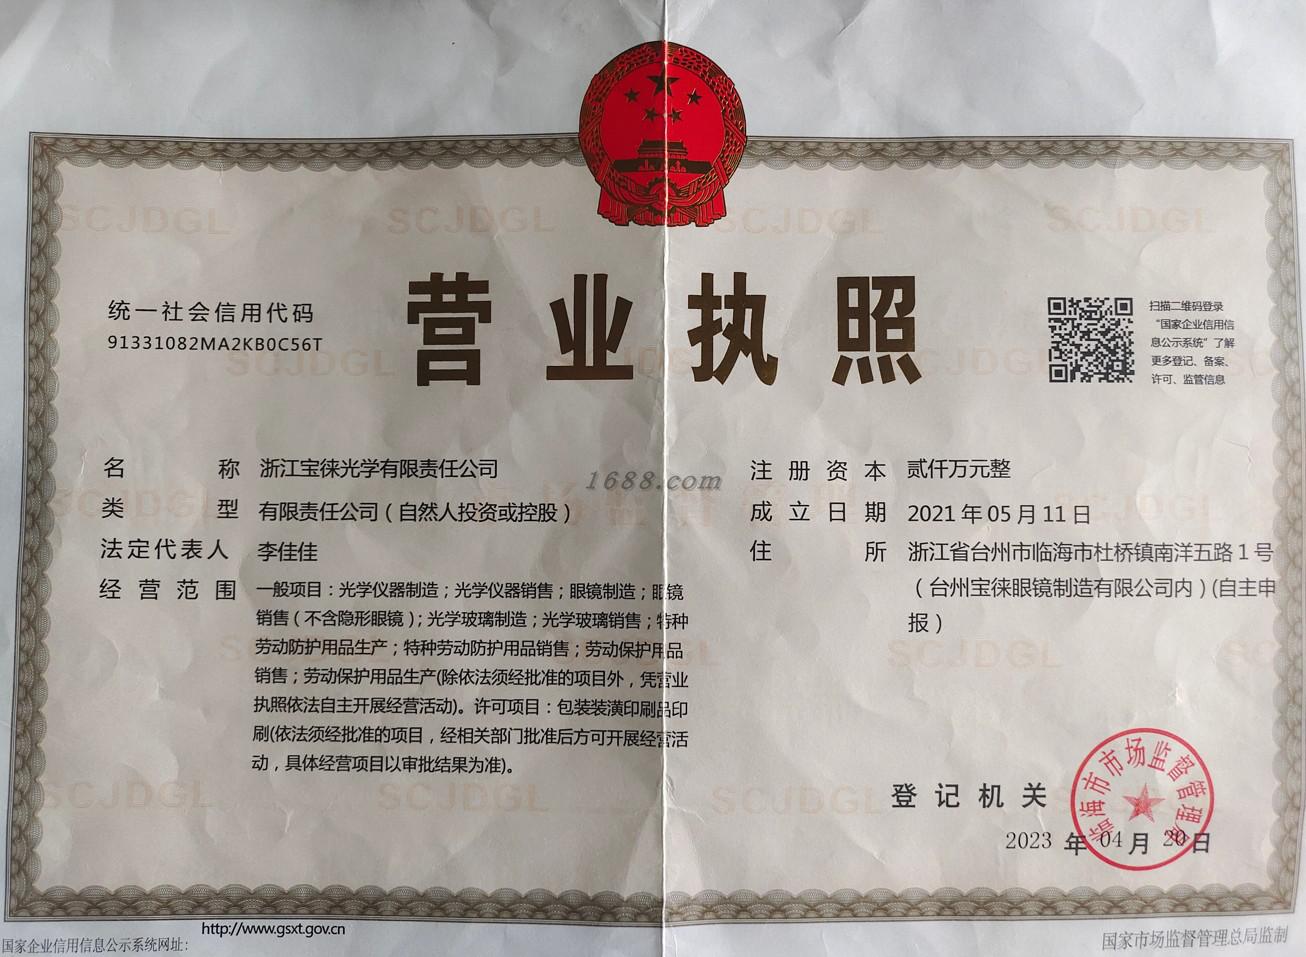 营业执照
统一社会信用代码
91331082MA2KB0C56T
扫描二维码登录
“国家企业信用信
息公示系统”了解
更多登记、备案、
许可、监管信息
名称 浙江宝徕光学有限责任公司
类型 有限责任公司（自然人投资或控股）
法定代表人 李佳佳
经营范围 一般项目：光学仪器制造；光学仪器销售；眼镜制造；眼镜
销售（不含隐形眼镜）；光学玻璃制造；光学玻璃销售；特种
劳动防护用品生产；特种劳动防护用品销售；劳动保护用品
销售；劳动保护用品生产(除依法须经批准的项目外，凭营业
执照依法自主开展经营活动)。许可项目：包装装潢印刷品印
刷(依法须经批准的项目，经相关部门批准后方可开展经营活
动，具体经营项目以审批结果为准)。
1688.com
注册资本 贰仟万元整
成立日期 2021年05月11日
住所 浙江省台州市临海市杜桥镇南洋五路1号
（台州宝徕眼镜制造有限公司内）(自主申
报）
登记机关
临海市市场监督管理局
2023年04月20日
国家企业信用信息公示系统网址：
http://www.gsxt.gov.cn
国家市场监督管理总局监制
SCJDGL